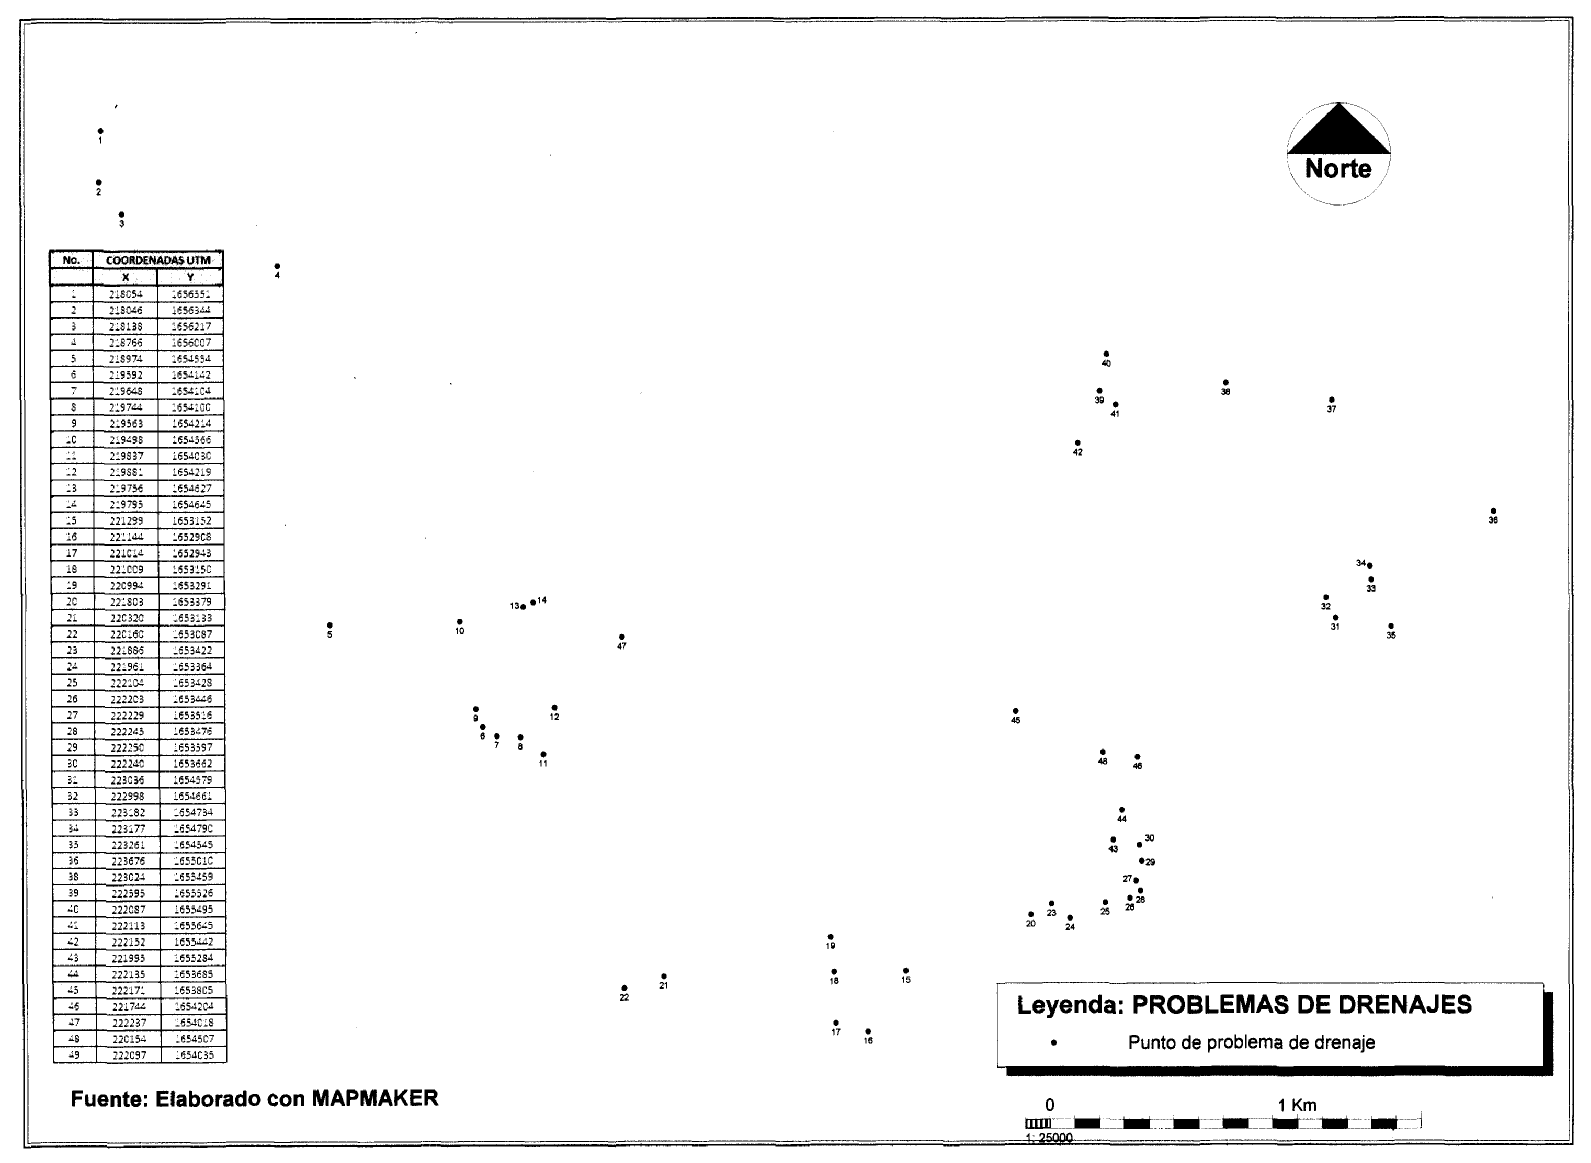 1
2
3
4
Norte
No. COORDENADAS UTM
X Y
1 218054 1656551
2 218046 1656344
3 218138 1656217
4 218766 1656007
5 218974 1654554
6 219592 1654142
7 219648 1654104
8 219744 1654100
9 219563 1654214
10 219498 1654566
11 219837 1654030
12 219881 1654219
13 219756 1654627
14 219795 1654645
15 221299 1653152
16 221144 1652908
17 221014 1652943
18 221009 1653150
19 220994 1653291
20 221803 1653379
21 220320 1653133
22 220160 1653087
23 221886 1653422
24 221961 1653364
25 222104 1653428
26 222203 1653446
27 222229 1653516
28 222245 1653476
29 222250 1653597
30 222240 1653662
31 223036 1654579
32 222998 1654661
33 223182 1654734
34 223177 1654790
35 223261 1654545
36 223676 1655010
38 223024 1655459
39 222595 1655526
40 222087 1655495
41 222113 1655645
42 222152 1655442
43 221995 1655284
44 222135 1653685
45 222171 1653805
46 221744 1654204
47 222237 1654018
48 220154 1654507
49 222097 1654035
40
39
41
38
37
42
36
34
33
32
31
35
13
14
5
10
47
9
12
6
7
8
11
45
48
46
44
43
30
29
27
28
26
25
23
20
24
19
18
15
21
22
17
16
Leyenda: PROBLEMAS DE DRENAJES
Punto de problema de drenaje
Fuente: Elaborado con MAPMAKER
0 1 Km
1: 25000